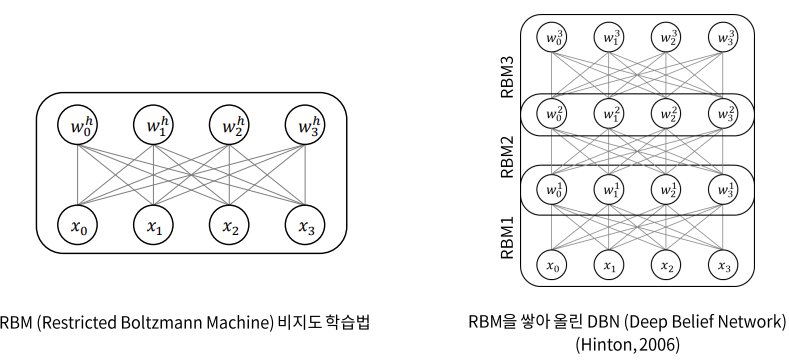 w₀ʰ w₁ʰ w₂ʰ w₃ʰ
x₀ x₁ x₂ x₃
RBM (Restricted Boltzmann Machine) 비지도 학습법
w₀³ w₁³ w₂³ w₃³
RBM3
w₀² w₁² w₂² w₃²
RBM2
w₀¹ w₁¹ w₂¹ w₃¹
RBM1
x₀ x₁ x₂ x₃
RBM을 쌓아 올린 DBN (Deep Belief Network)
(Hinton, 2006)